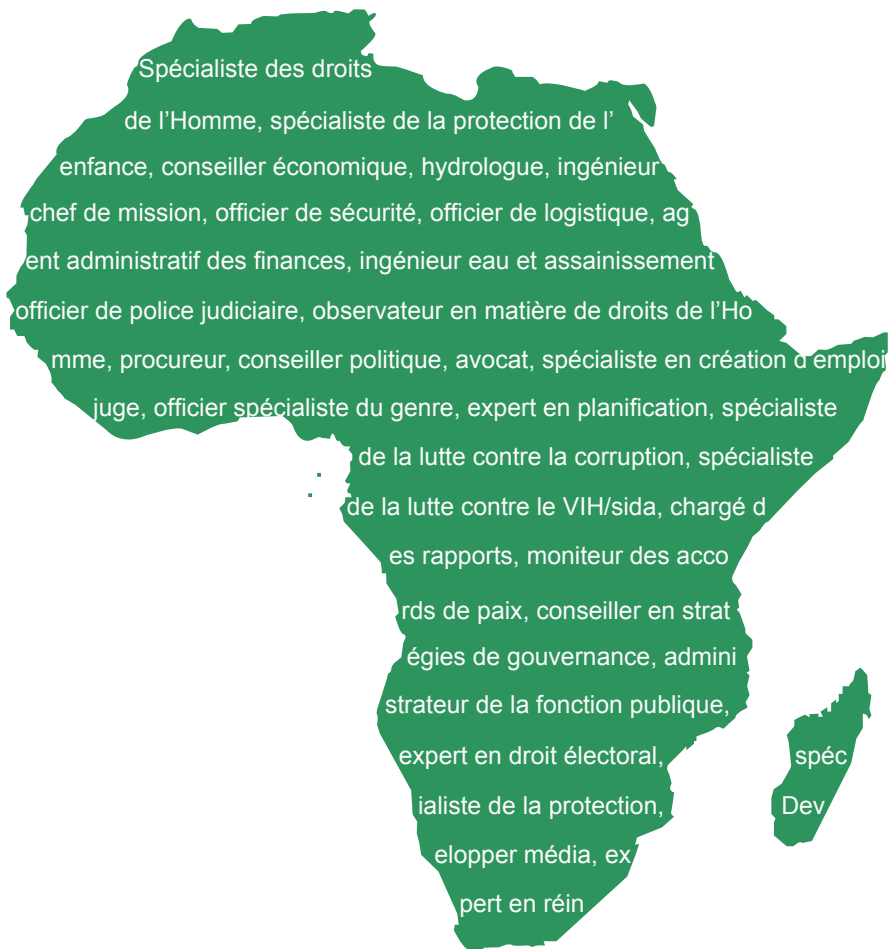 Spécialiste des droits
de l’Homme, spécialiste de la protection de l’
enfance, conseiller économique, hydrologue, ingénieur
chef de mission, officier de sécurité, officier de logistique, ag
ent administratif des finances, ingénieur eau et assainissement
officier de police judiciaire, observateur en matière de droits de l’Ho
mme, procureur, conseiller politique, avocat, spécialiste en création d’emploi
juge, officier spécialiste du genre, expert en planification, spécialiste
de la lutte contre la corruption, spécialiste
de la lutte contre le VIH/sida, chargé d
es rapports, moniteur des acco
rds de paix, conseiller en strat
égies de gouvernance, admini
strateur de la fonction publique,
expert en droit électoral, spéc
ialiste de la protection, Dev
elopper média, ex
pert en réin